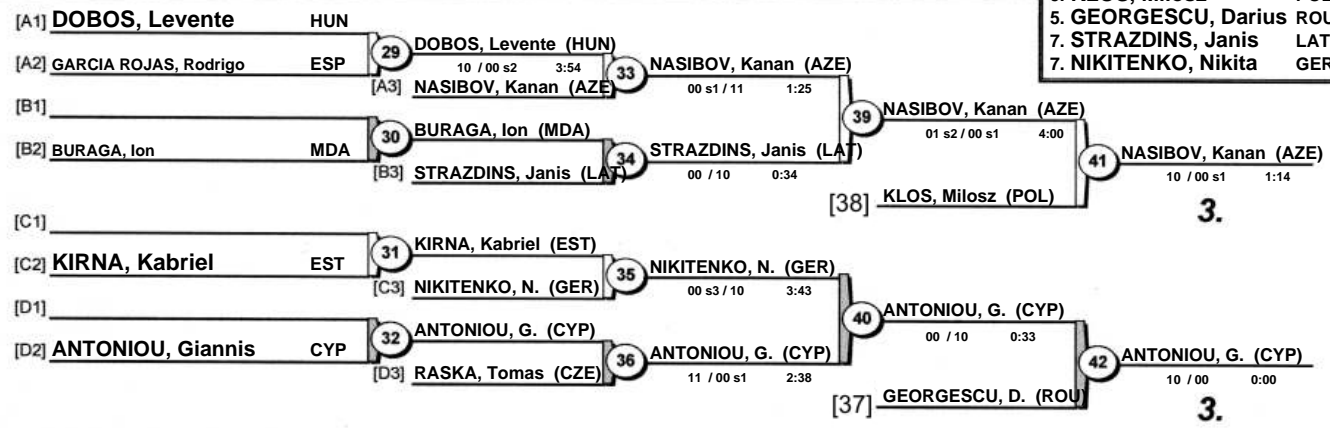 5. GEORGESCU, Darius ROU
7. STRAZDINS, Janis LAT
7. NIKITENKO, Nikita GER
[A1] DOBOS, Levente HUN
29 DOBOS, Levente (HUN)
[A2] GARCIA ROJAS, Rodrigo ESP
10 / 00 s2 3:54
33 NASIBOV, Kanan (AZE)
[A3] NASIBOV, Kanan (AZE)
00 s1 / 11 1:25
[B1]
39 NASIBOV, Kanan (AZE)
30 BURAGA, Ion (MDA)
01 s2 / 00 s1 4:00
[B2] BURAGA, Ion MDA
34 STRAZDINS, Janis (LAT)
41 NASIBOV, Kanan (AZE)
[B3] STRAZDINS, Janis (LAT)
00 / 10 0:34
10 / 00 s1 1:14
[38] KLOS, Milosz (POL)
3.
[C1]
31 KIRNA, Kabriel (EST)
[C2] KIRNA, Kabriel EST
35 NIKITENKO, N. (GER)
[C3] NIKITENKO, N. (GER)
00 s3 / 10 3:43
[D1]
40 ANTONIOU, G. (CYP)
32 ANTONIOU, G. (CYP)
00 / 10 0:33
[D2] ANTONIOU, Giannis CYP
36 ANTONIOU, G. (CYP)
42 ANTONIOU, G. (CYP)
[D3] RASKA, Tomas (CZE)
11 / 00 s1 2:38
10 / 00 0:00
[37] GEORGESCU, D. (ROU)
3.